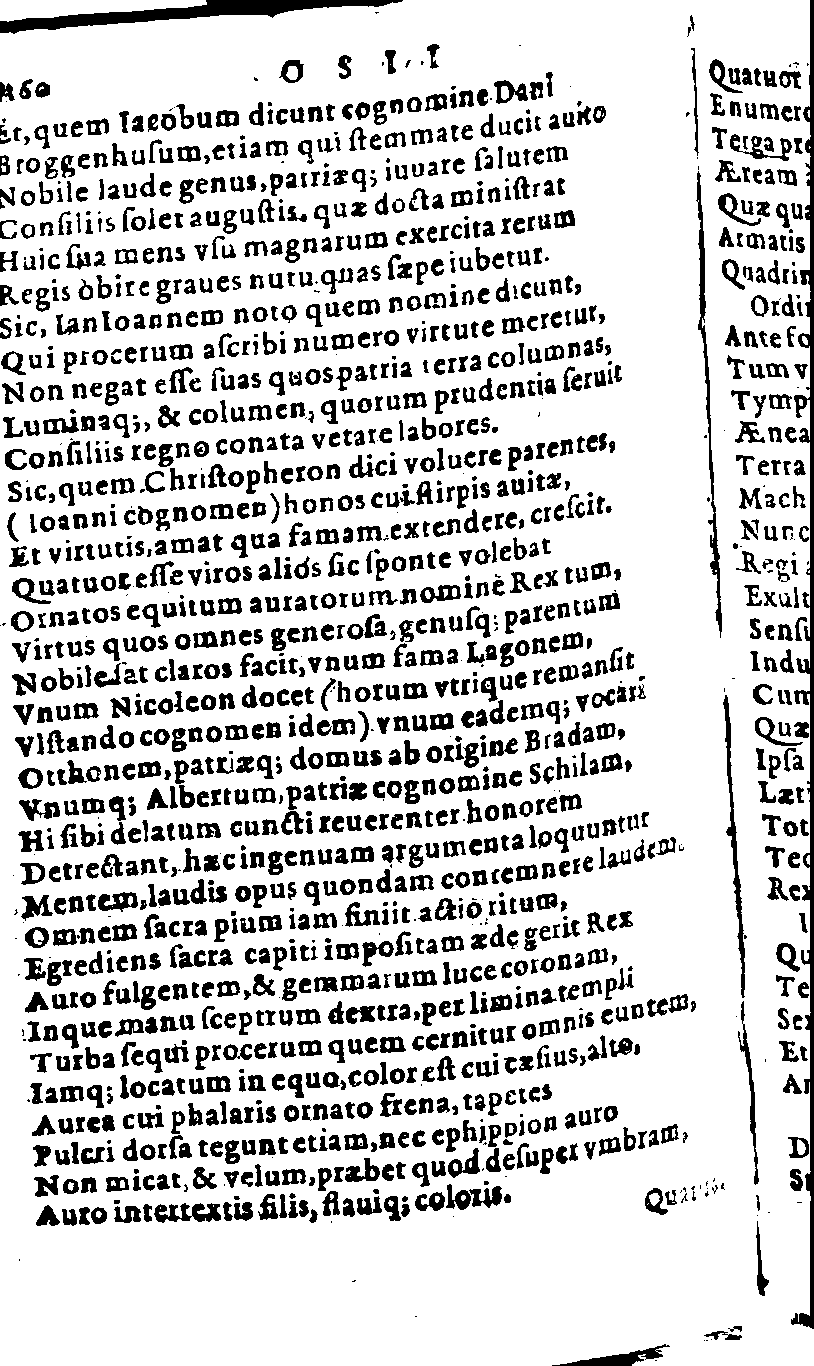 460
O S I I
Et, quem Iacobum dicunt cognomine Dani
Broggenhuſum, etiam qui ſtemmate ducit auito
Nobile laude genus, patriæq; iuuare ſalutem
Conſiliis ſolet auguſtis. quæ docta miniſtrat
Huic ſua mens vſu magnarum exercita rerum
Regis òbire graues nutu quas ſæpe iubetur.
Sic, IanIoannem noto quem nomine dicunt,
Qui procerum aſcribi numero virtute meretur,
Non negat eſſe ſuas quos patria terra columnas,
Luminaq;, & columen, quorum prudentia ſeruit
Conſiliis regno conata vetare labores.
Sic, quem Chriſtopheron dici voluere parentes,
( Ioanni cognomen) honos cui ſtirpis auitæ,
Et virtutis, amat qua famam extendere, creſcit.
Quatuor eſſe viros aliós ſic ſponte volebat
Ornatos equitum auratorum nomine Rex tum,
Virtus quos omnes generoſa, genuſq; parentum
Nobile ſat claros facit, vnum fama Lagonem,
Vnum Nicoleon docet (horum vtrique remanſit
Vlſtando cognomen idem) vnum eademq; vocari
Otthonem, patriæq; domus ab origine Bradam,
Vnumq; Albertum, patriæ cognomine Schilam,
Hi ſibi delatum cuncti reuerenter honorem
Detrectant, hæc ingenuam argumenta loquuntur
Mentem, laudis opus quondam contemnere laudem.
Omnem ſacra pium iam finiit actio ritum,
Egrediens ſacra capiti impoſitam æde gerit Rex
Auro fulgentem, & gemmarum luce coronam,
Inque manu ſceptrum dextra, per limina templi
Turba ſequi procerum quem cernitur omnis euntem,
Iamq; locatum in equo, color eſt cui cæſius, alto,
Aurea cui phalaris ornato frena, tapetes
Pulcri dorſa tegunt etiam, nec ephippion auro
Non micat, & velum, præbet quod deſuper vmbram,
Auro intertextis filis, flauiq; coloris.
Quatuor
Enumero
Terga pre
Æream
Quæ qua
Armatis
Quadrin
Ordin
Ante fo
Tum v
Tymp
Ænea
Terra
Mach
Nunc
Regi
Exult
Senſu
Indu
Cum
Quæ
Ipſa
Læti
Tot
Tec
Rex
Qu
Te
Sex
Et
Ar
D